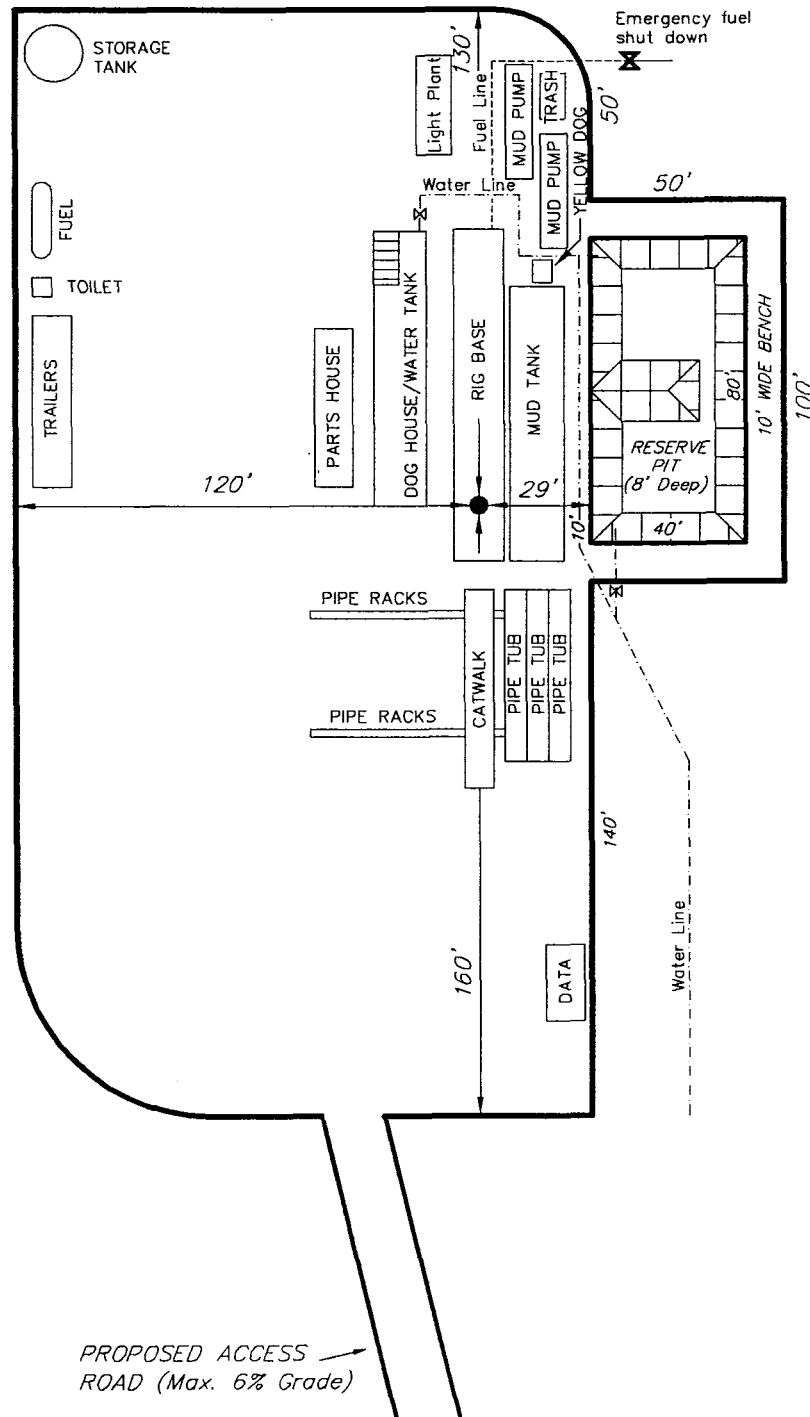 Emergency fuel
shut down
STORAGE
TANK
130'
Light Plant
Fuel Line
MUD PUMP
TRASH
50'
MUD PUMP
YELLOW DOG
Water Line
50'
FUEL
TOILET
TRAILERS
PARTS HOUSE
DOG HOUSE/WATER TANK
RIG BASE
MUD TANK
80'
10' WIDE BENCH
100'
RESERVE
PIT
(8' Deep)
120'
29'
10'
40'
PIPE RACKS
CATWALK
PIPE TUB
PIPE TUB
PIPE TUB
PIPE RACKS
140'
160'
DATA
Water Line
PROPOSED ACCESS
ROAD (Max. 6% Grade)